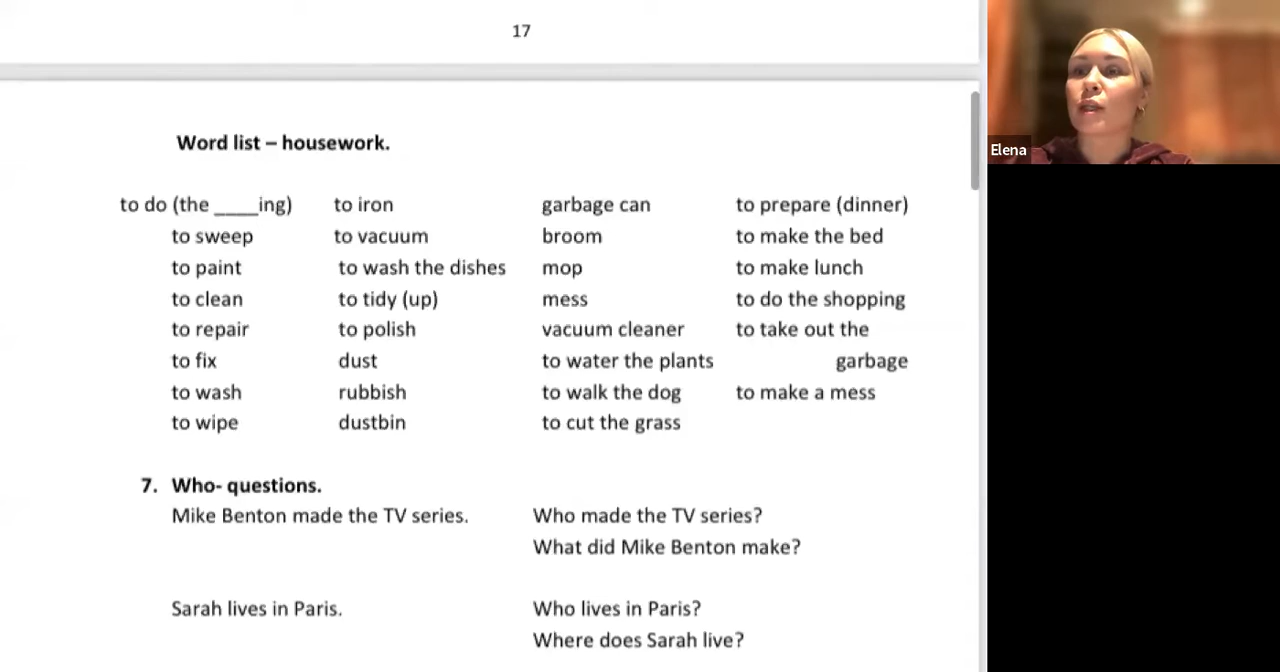 17
Word list – housework.
to do (the ____ing) to iron garbage can to prepare (dinner)
to sweep to vacuum broom to make the bed
to paint to wash the dishes mop to make lunch
to clean to tidy (up) mess to do the shopping
to repair to polish vacuum cleaner to take out the
to fix dust to water the plants garbage
to wash rubbish to walk the dog to make a mess
to wipe dustbin to cut the grass
7. Who- questions.
Mike Benton made the TV series. Who made the TV series?
What did Mike Benton make?
Sarah lives in Paris. Who lives in Paris?
Where does Sarah live?
Elena